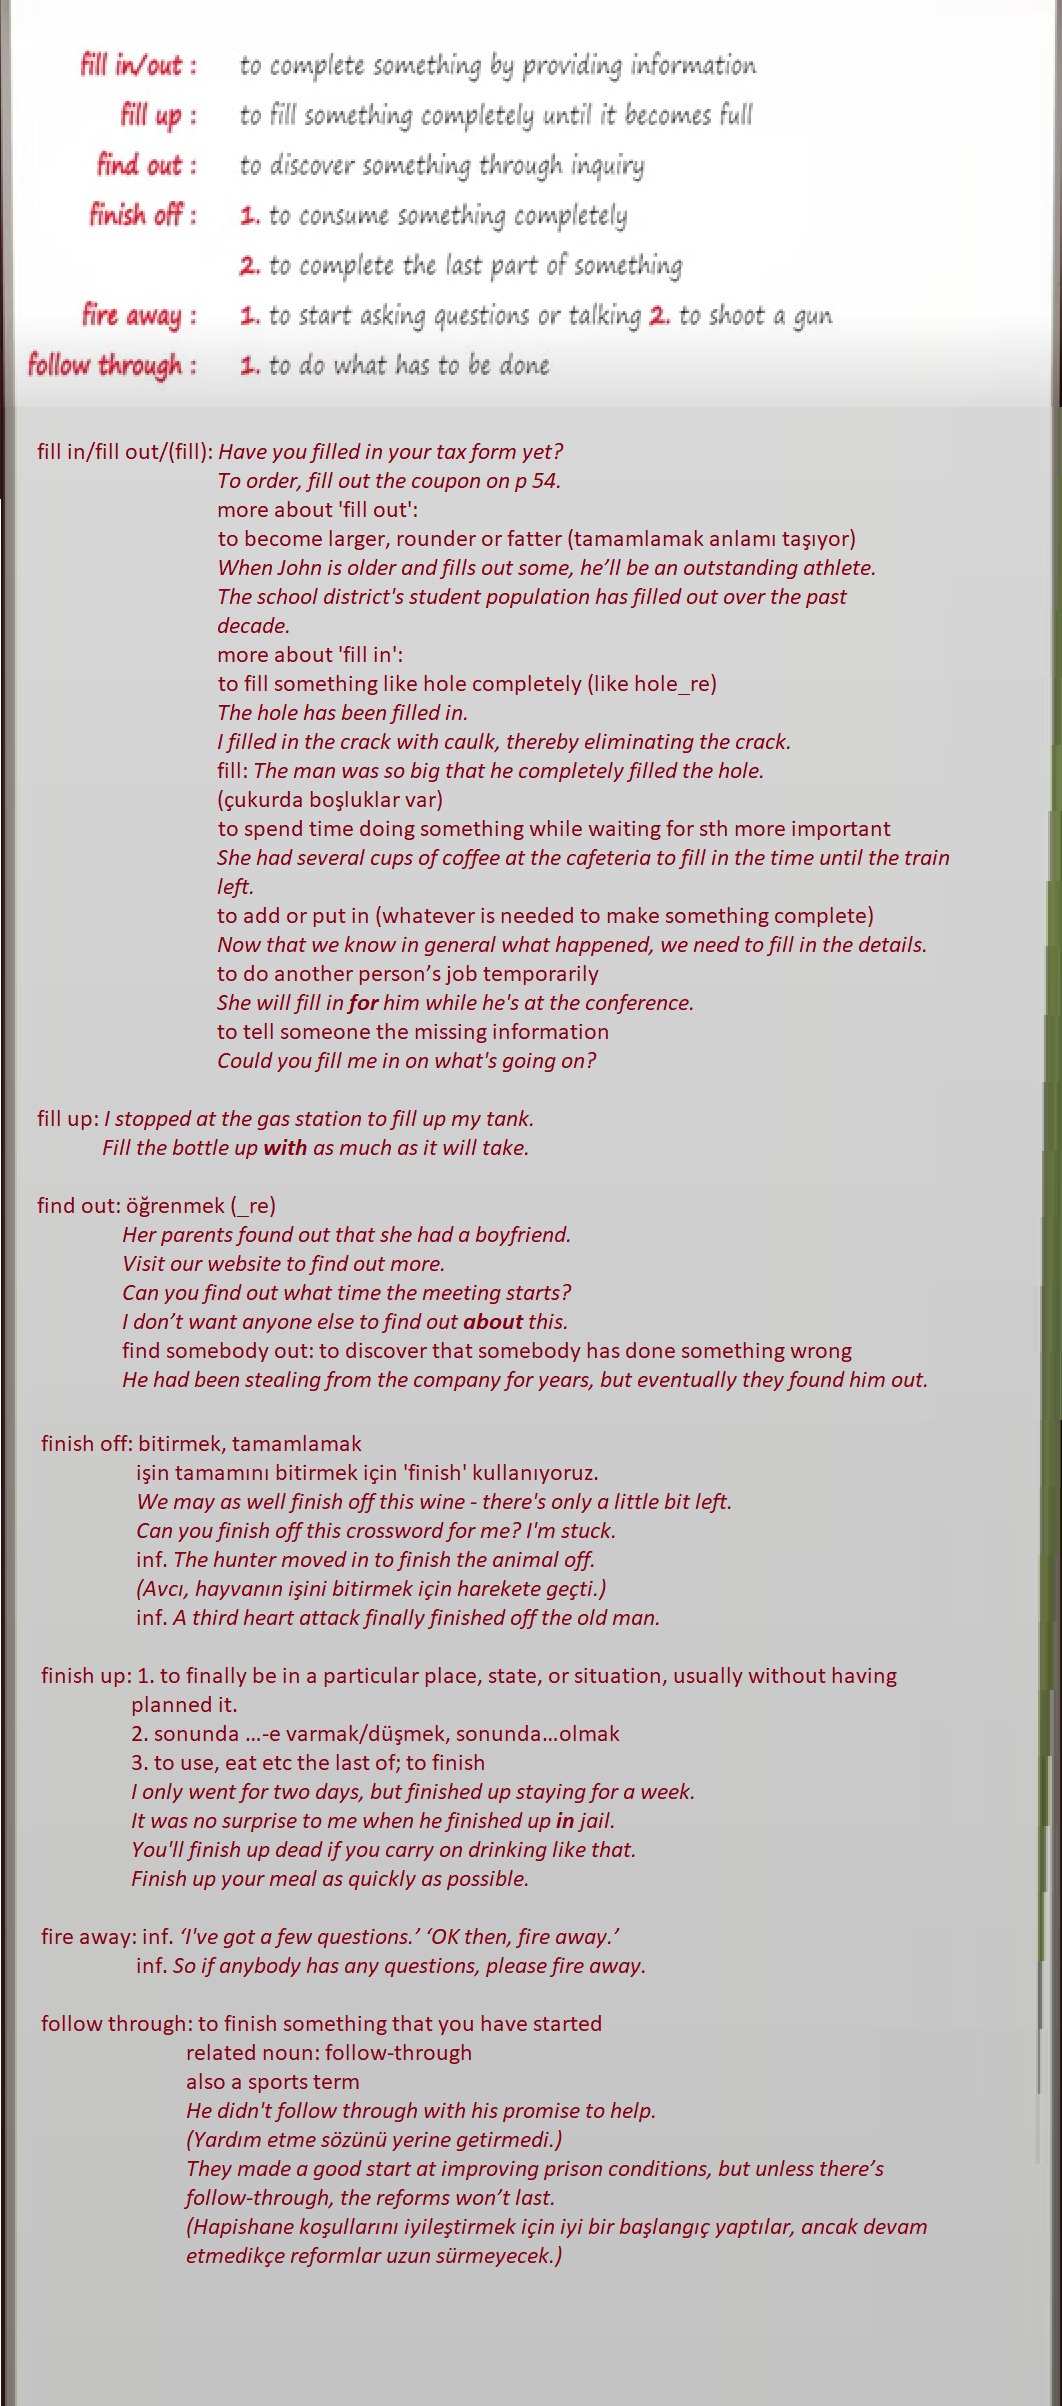 fill in/out : to complete something by providing information
fill up : to fill something completely until it becomes full
find out : to discover something through inquiry
finish off : 1. to consume something completely
2. to complete the last part of something
fire away : 1. to start asking questions or talking 2. to shoot a gun
follow through : 1. to do what has to be done
fill in/fill out/(fill): Have you filled in your tax form yet?
To order, fill out the coupon on p 54.
more about 'fill out':
to become larger, rounder or fatter (tamamlamak anlamı taşıyor)
When John is older and fills out some, he’ll be an outstanding athlete.
The school district's student population has filled out over the past
decade.
more about 'fill in':
to fill something like hole completely (like hole_re)
The hole has been filled in.
I filled in the crack with caulk, thereby eliminating the crack.
fill: The man was so big that he completely filled the hole.
(çukurda boşluklar var)
to spend time doing something while waiting for sth more important
She had several cups of coffee at the cafeteria to fill in the time until the train
left.
to add or put in (whatever is needed to make something complete)
Now that we know in general what happened, we need to fill in the details.
to do another person’s job temporarily
She will fill in for him while he's at the conference.
to tell someone the missing information
Could you fill me in on what's going on?
fill up: I stopped at the gas station to fill up my tank.
Fill the bottle up with as much as it will take.
find out: öğrenmek (_re)
Her parents found out that she had a boyfriend.
Visit our website to find out more.
Can you find out what time the meeting starts?
I don’t want anyone else to find out about this.
find somebody out: to discover that somebody has done something wrong
He had been stealing from the company for years, but eventually they found him out.
finish off: bitirmek, tamamlamak
işin tamamını bitirmek için 'finish' kullanıyoruz.
We may as well finish off this wine - there's only a little bit left.
Can you finish off this crossword for me? I'm stuck.
inf. The hunter moved in to finish the animal off.
(Avcı, hayvanın işini bitirmek için harekete geçti.)
inf. A third heart attack finally finished off the old man.
finish up: 1. to finally be in a particular place, state, or situation, usually without having
planned it.
2. sonunda ...-e varmak/düşmek, sonunda...olmak
3. to use, eat etc the last of; to finish
I only went for two days, but finished up staying for a week.
It was no surprise to me when he finished up in jail.
You'll finish up dead if you carry on drinking like that.
Finish up your meal as quickly as possible.
fire away: inf. ‘I've got a few questions.’ ‘OK then, fire away.’
inf. So if anybody has any questions, please fire away.
follow through: to finish something that you have started
related noun: follow-through
also a sports term
He didn't follow through with his promise to help.
(Yardım etme sözünü yerine getirmedi.)
They made a good start at improving prison conditions, but unless there’s
follow-through, the reforms won’t last.
(Hapishane koşullarını iyileştirmek için iyi bir başlangıç yaptılar, ancak devam
etmedikçe reformlar uzun sürmeyecek.)